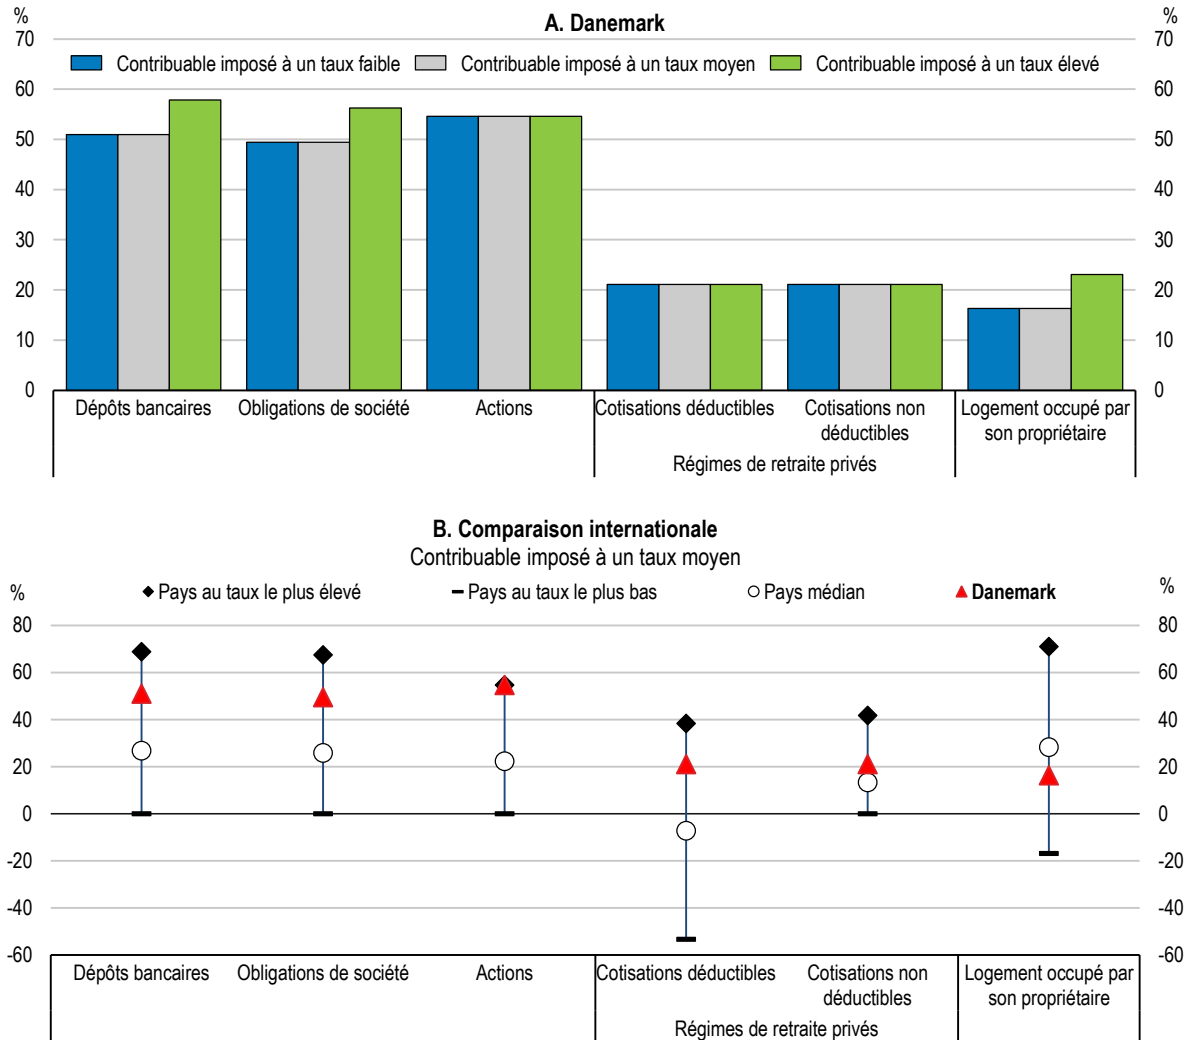 A. Danemark
% %
Contribuable imposé à un taux faible Contribuable imposé à un taux moyen Contribuable imposé à un taux élevé
70 70
60 60
50 50
40 40
30 30
20 20
10 10
0 0
Dépôts bancaires Obligations de société Actions Cotisations déductibles Cotisations non Logement occupé par
déductibles son propriétaire
Régimes de retraite privés
B. Comparaison internationale
Contribuable imposé à un taux moyen
% %
Pays au taux le plus élevé Pays au taux le plus bas Pays médian Danemark
80 80
60 60
40 40
20 20
0 0
-20 -20
-40 -40
-60 -60
Dépôts bancaires Obligations de société Actions Cotisations déductibles Cotisations non Logement occupé par
déductibles son propriétaire
Régimes de retraite privés